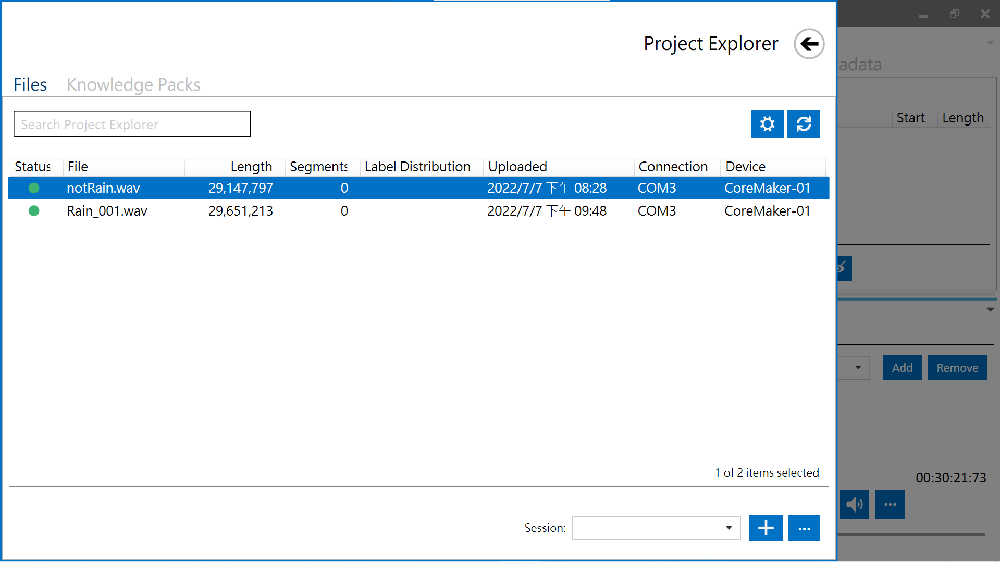 Project Explorer
tadata
Files Knowledge Packs
Search Project Explorer
Start Length
Status File Length Segments Label Distribution Uploaded Connection Device
notRain.wav 29,147,797 0 2022/7/7 下午 08:28 COM3 CoreMaker-01
Rain_001.wav 29,651,213 0 2022/7/7 下午 09:48 COM3 CoreMaker-01
Add Remove
1 of 2 items selected
00:30:21:73
Session: